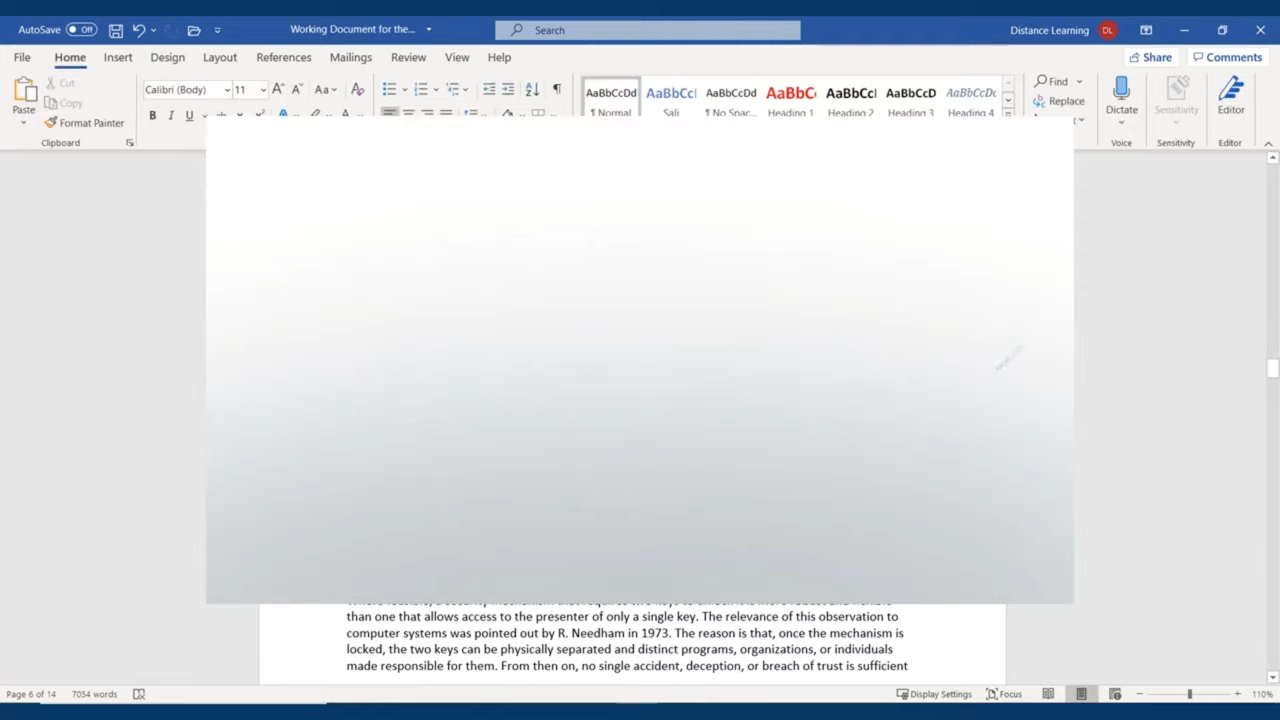 AutoSave Off Working Document for the... Search Distance Learning DL
File Home Insert Design Layout References Mailings Review View Help Share Comments
Paste
Cut
Copy
Format Painter
Clipboard
Calibri (Body) 11
B I U
AaBbCcDd AaBbCcI AaBbCcDd AaBbC AaBbCcI AaBbCcD AaBbCcDc
¶ Normal Sali ¶ No Spac... Heading 1 Heading 2 Heading 3 Heading 4
Find
Replace
Dictate
Voice
Sensitivity
Sensitivity
Editor
Editor
than one that allows access to the presenter of only a single key. The relevance of this observation to
computer systems was pointed out by R. Needham in 1973. The reason is that, once the mechanism is
locked, the two keys can be physically separated and distinct programs, organizations, or individuals
made responsible for them. From then on, no single accident, deception, or breach of trust is sufficient
Page 6 of 14 7054 words Display Settings Focus 110%